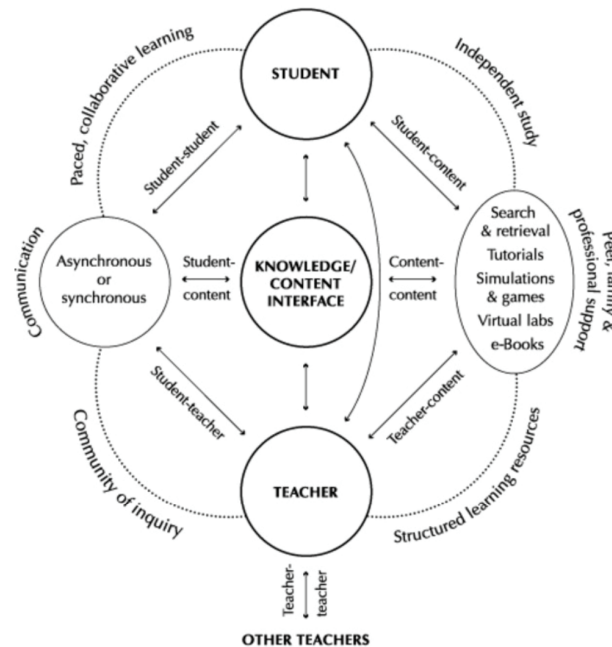 STUDENT
Paced, collaborative learning
Independent study
Student-student
Student-content
Communication
Asynchronous
or
synchronous
Student-
content
KNOWLEDGE/
CONTENT
INTERFACE
Content-
content
Search
& retrieval
Tutorials
Simulations
& games
Virtual labs
e-Books
family &
professional support
Student-teacher
Teacher-content
Community of inquiry
TEACHER
Structured learning resources
Teacher-
teacher
OTHER TEACHERS